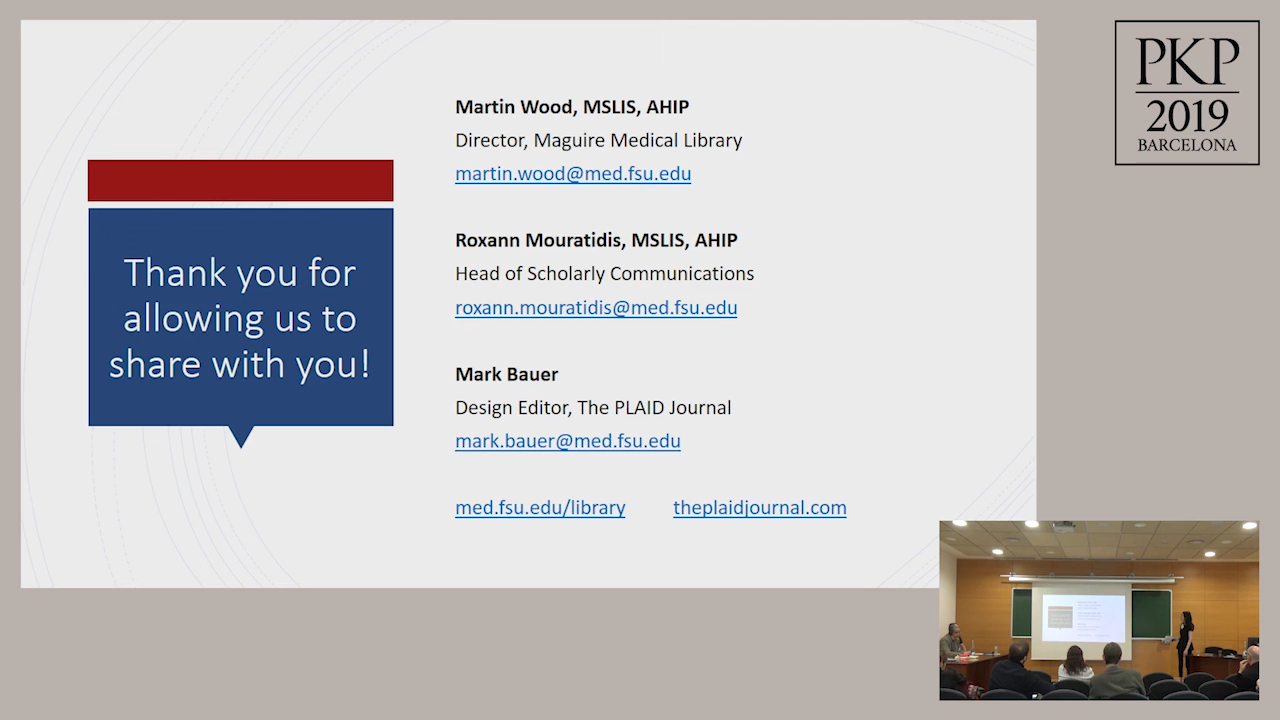 Thank you for
allowing us to
share with you!
Martin Wood, MSLIS, AHIP
Director, Maguire Medical Library
martin.wood@med.fsu.edu
Roxann Mouratidis, MSLIS, AHIP
Head of Scholarly Communications
roxann.mouratidis@med.fsu.edu
Mark Bauer
Design Editor, The PLAID Journal
mark.bauer@med.fsu.edu
med.fsu.edu/library theplaidjournal.com
PKP
2019
BARCELONA